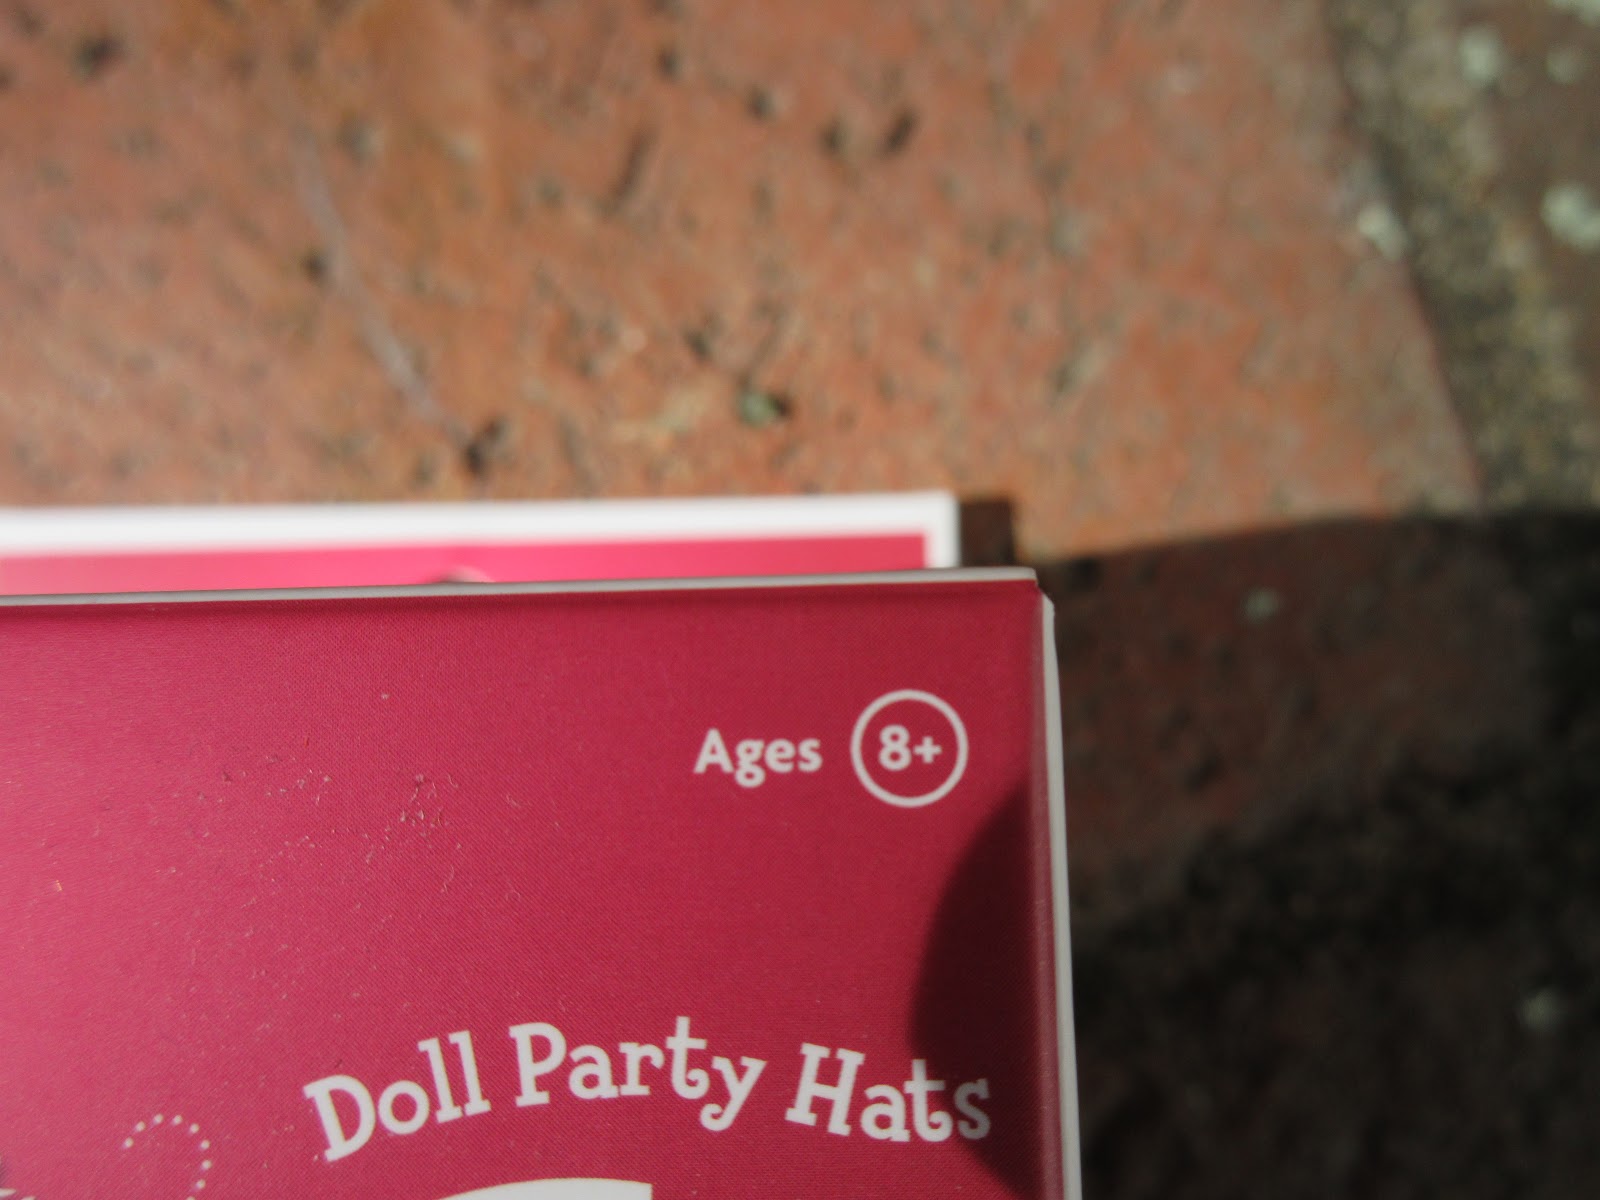 Ages 8+
Doll Party Hats